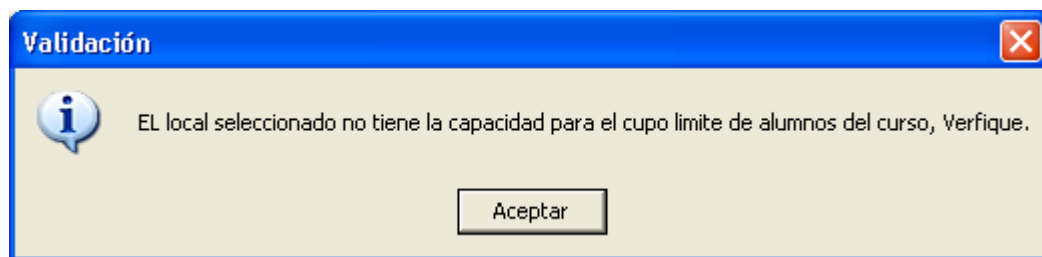 Validación
EL local seleccionado no tiene la capacidad para el cupo limite de alumnos del curso, Verfique.
Aceptar